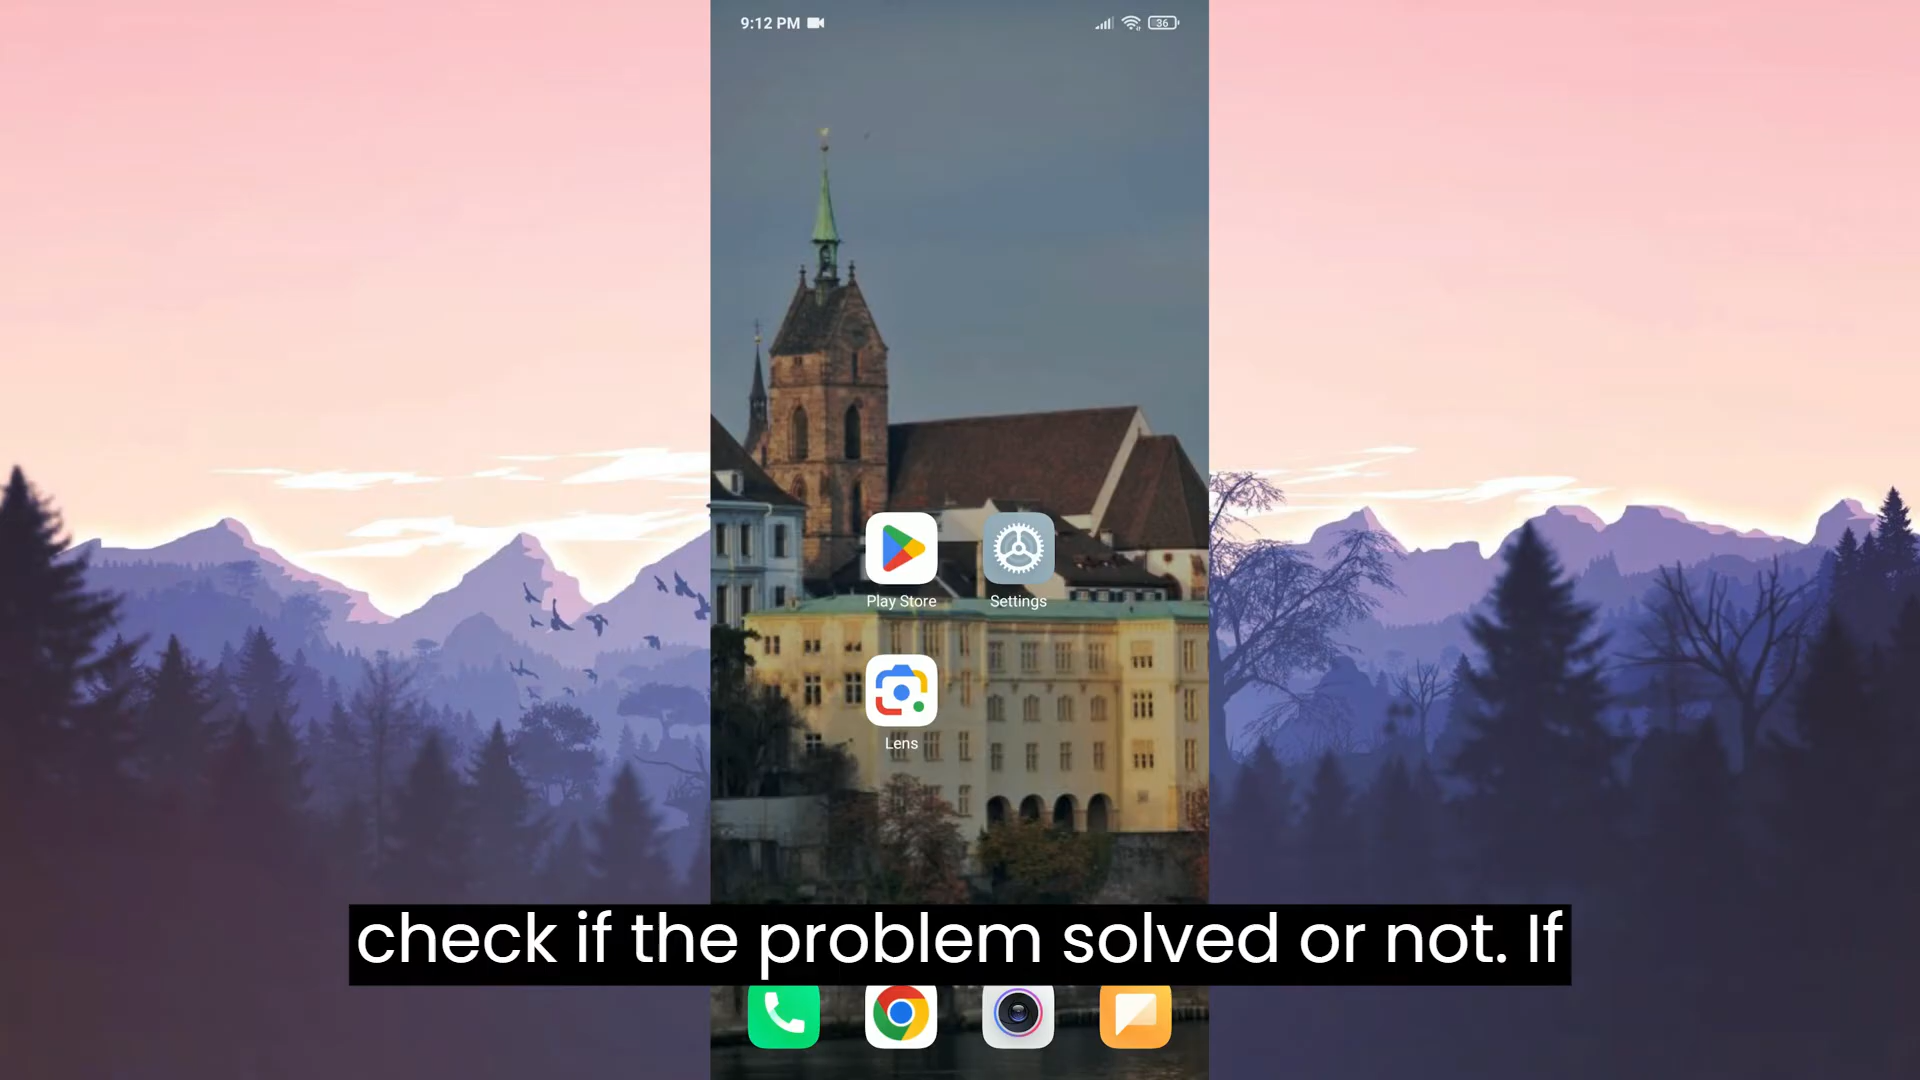 9:12 PM
36
Play Store
Settings
Lens
check if the problem solved or not. If